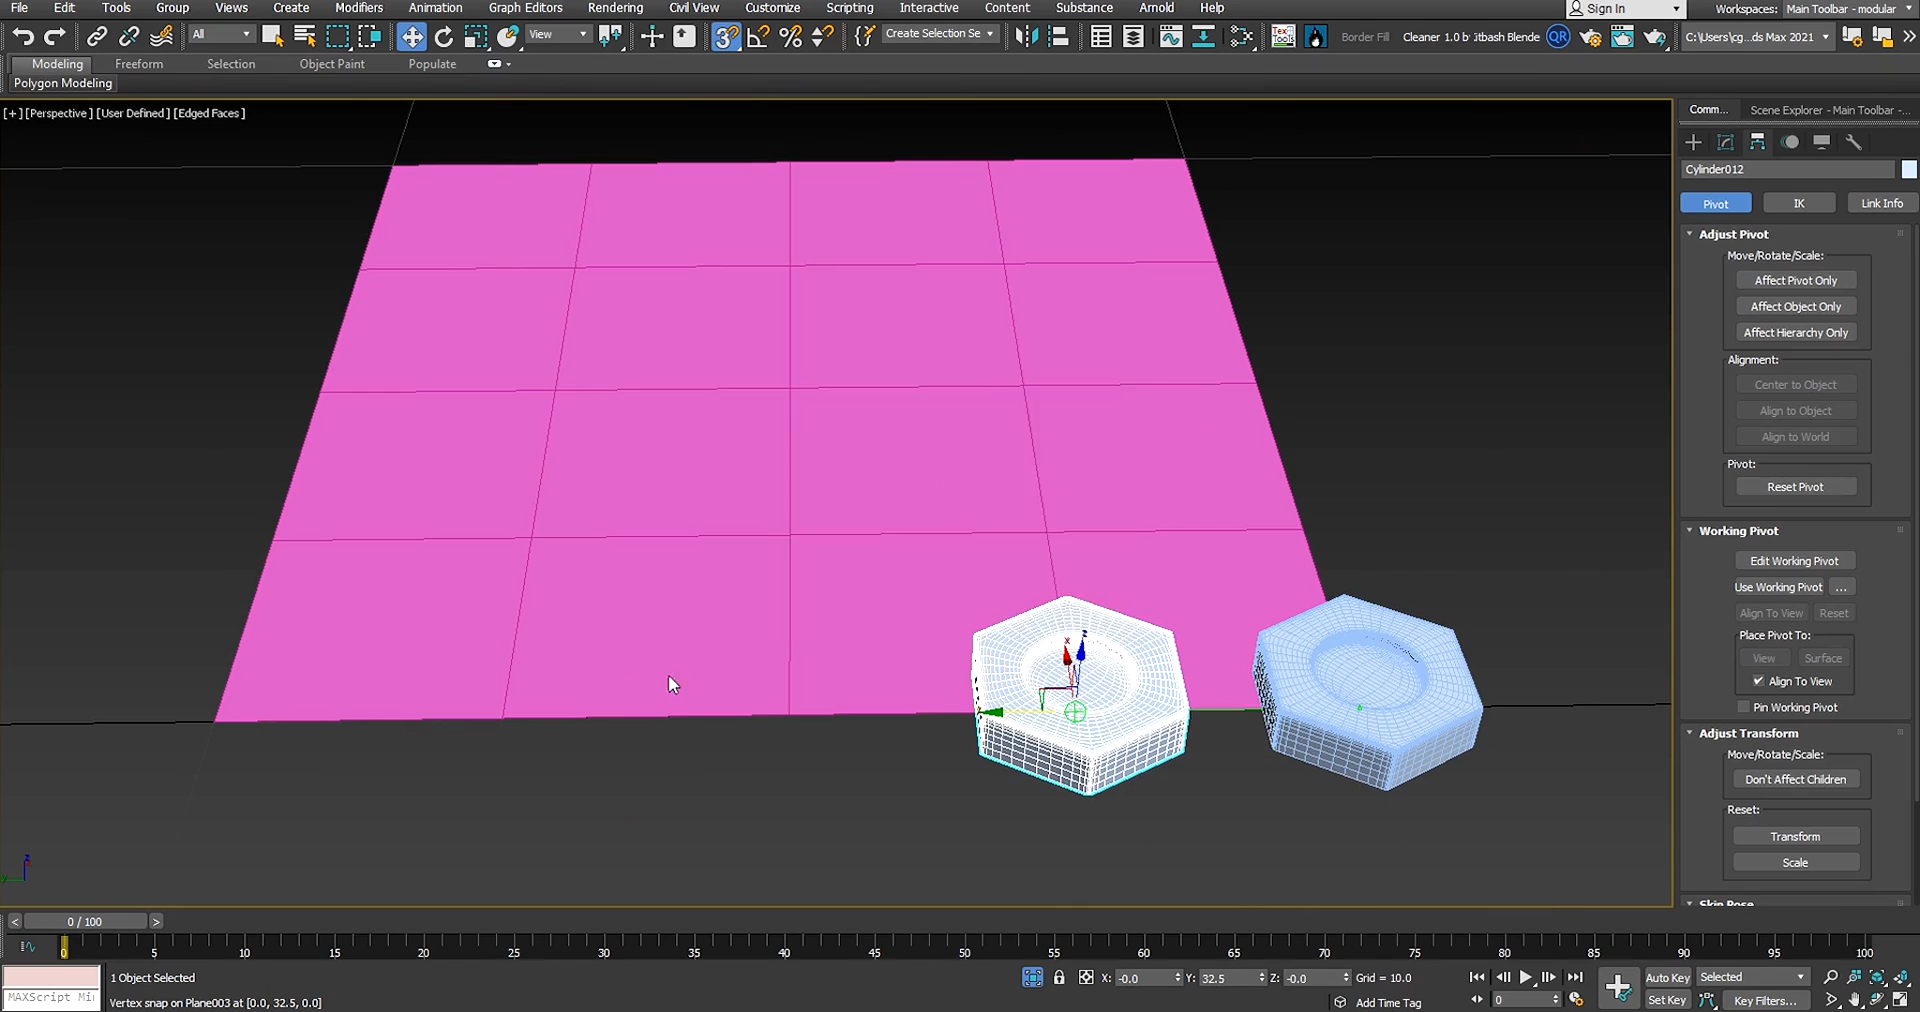 File Edit Tools Group Views Create Modifiers Animation Graph Editors Rendering Civil View Customize Scripting Interactive Content Substance Arnold Help Sign In Workspaces: Main Toolbar - modular
All View Create Selection Se Border Fill Cleaner 1.0 b QR C:\Users\cg...ds Max 2021
Modeling Freeform Selection Object Paint Populate
Polygon Modeling
[+] [Perspective] [User Defined] [Edged Faces]
Comm... Scene Explorer - Main Toolbar -...
Cylinder012
Pivot IK Link Info
Adjust Pivot
Move/Rotate/Scale:
Affect Pivot Only
Affect Object Only
Affect Hierarchy Only
Alignment:
Center to Object
Align to Object
Align to World
Pivot:
Reset Pivot
Working Pivot
Edit Working Pivot
Use Working Pivot ...
Align To View Reset
Place Pivot To:
View Surface
Align To View
Pin Working Pivot
Adjust Transform
Move/Rotate/Scale:
Don't Affect Children
Reset:
Transform
Scale
Skin Pose
< 0 / 100 >
0 5 10 15 20 25 30 35 40 45 50 55 60 65 70 75 80 85 90 95 100
1 Object Selected X: -0.0 Y: 32.5 Z: -0.0 Grid = 10.0 Auto Key Selected
MAXScript Mi
Vertex snap on Plane003 at [0.0, 32.5, 0.0] Add Time Tag 0 Set Key Key Filters...